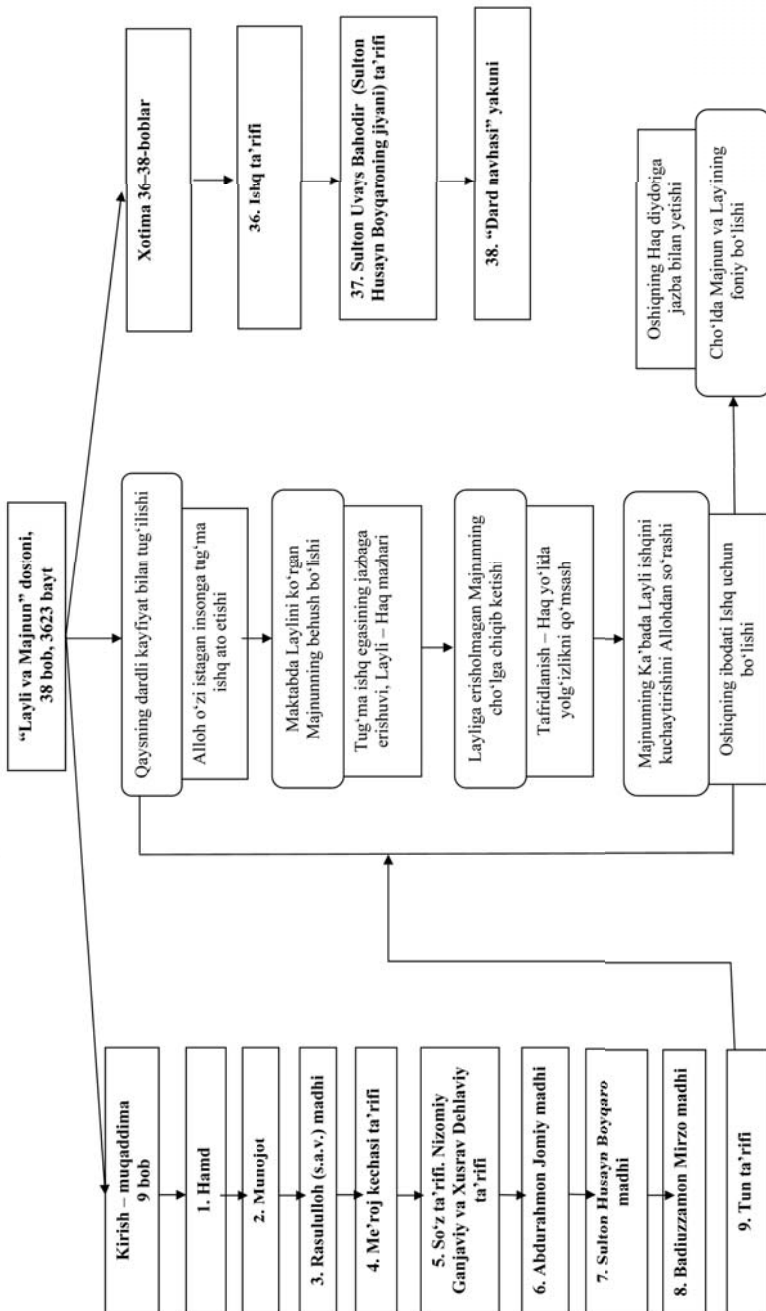 “Layli va Majnun” dostoni,
38 bob, 3623 bayt
Kirish – muqaddima
9 bob
1. Hamd
2. Munojot
3. Rasululloh (s.a.v.) madhi
4. Me’roj kechasi ta’rifi
5. So‘z ta’rifi. Nizomiy
Ganjaviy va Xusrav Dehlaviy
ta’rifi
6. Abdurahmon Jomiy madhi
7. Sulton Husayn Boyqaro
madhi
8. Badiuzzamon Mirzo madhi
9. Tun ta’rifi
Qaysning dardli kayfiyat bilan tug‘ilishi
Alloh o‘zi istagan insonga tug‘ma
ishq ato etishi
Maktabda Laylini ko‘rgan
Majnunning behush bo‘lishi
Tug‘ma ishq egasining jazbaga
erishuvi, Layli – Haq mazhari
Layliga erisholmagan Majnunning
cho‘lga chiqib ketishi
Tafridlanish – Haq yo‘lida
yolg‘izlikni qo‘msash
Majnunning Ka’bada Layli ishqini
kuchaytirishini Allohdan so‘rashi
Oshiqning ibodati Ishq uchun
bo‘lishi
Oshiqning Haq diydoriga
jazba bilan yetishi
Cho‘lda Majnun va Laylining
foniy bo‘lishi
Xotima 36–38-boblar
36. Ishq ta’rifi
37. Sulton Uvays Bahodir (Sulton
Husayn Boyqaroning jiyani) ta’rifi
38. “Dard navhasi” yakuni